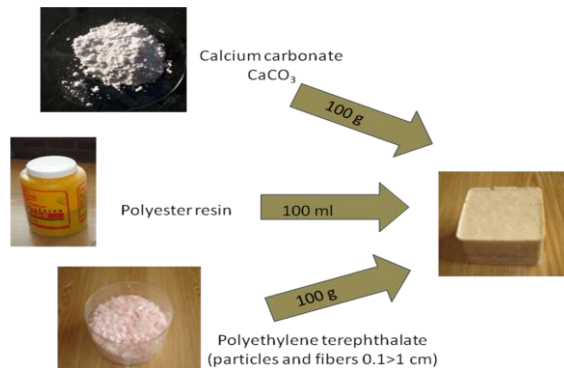 Calcium carbonate
CaCO₃
100 g
Polyester resin
100 ml
100 g
Polyethylene terephthalate
(particles and fibers 0.1>1 cm)